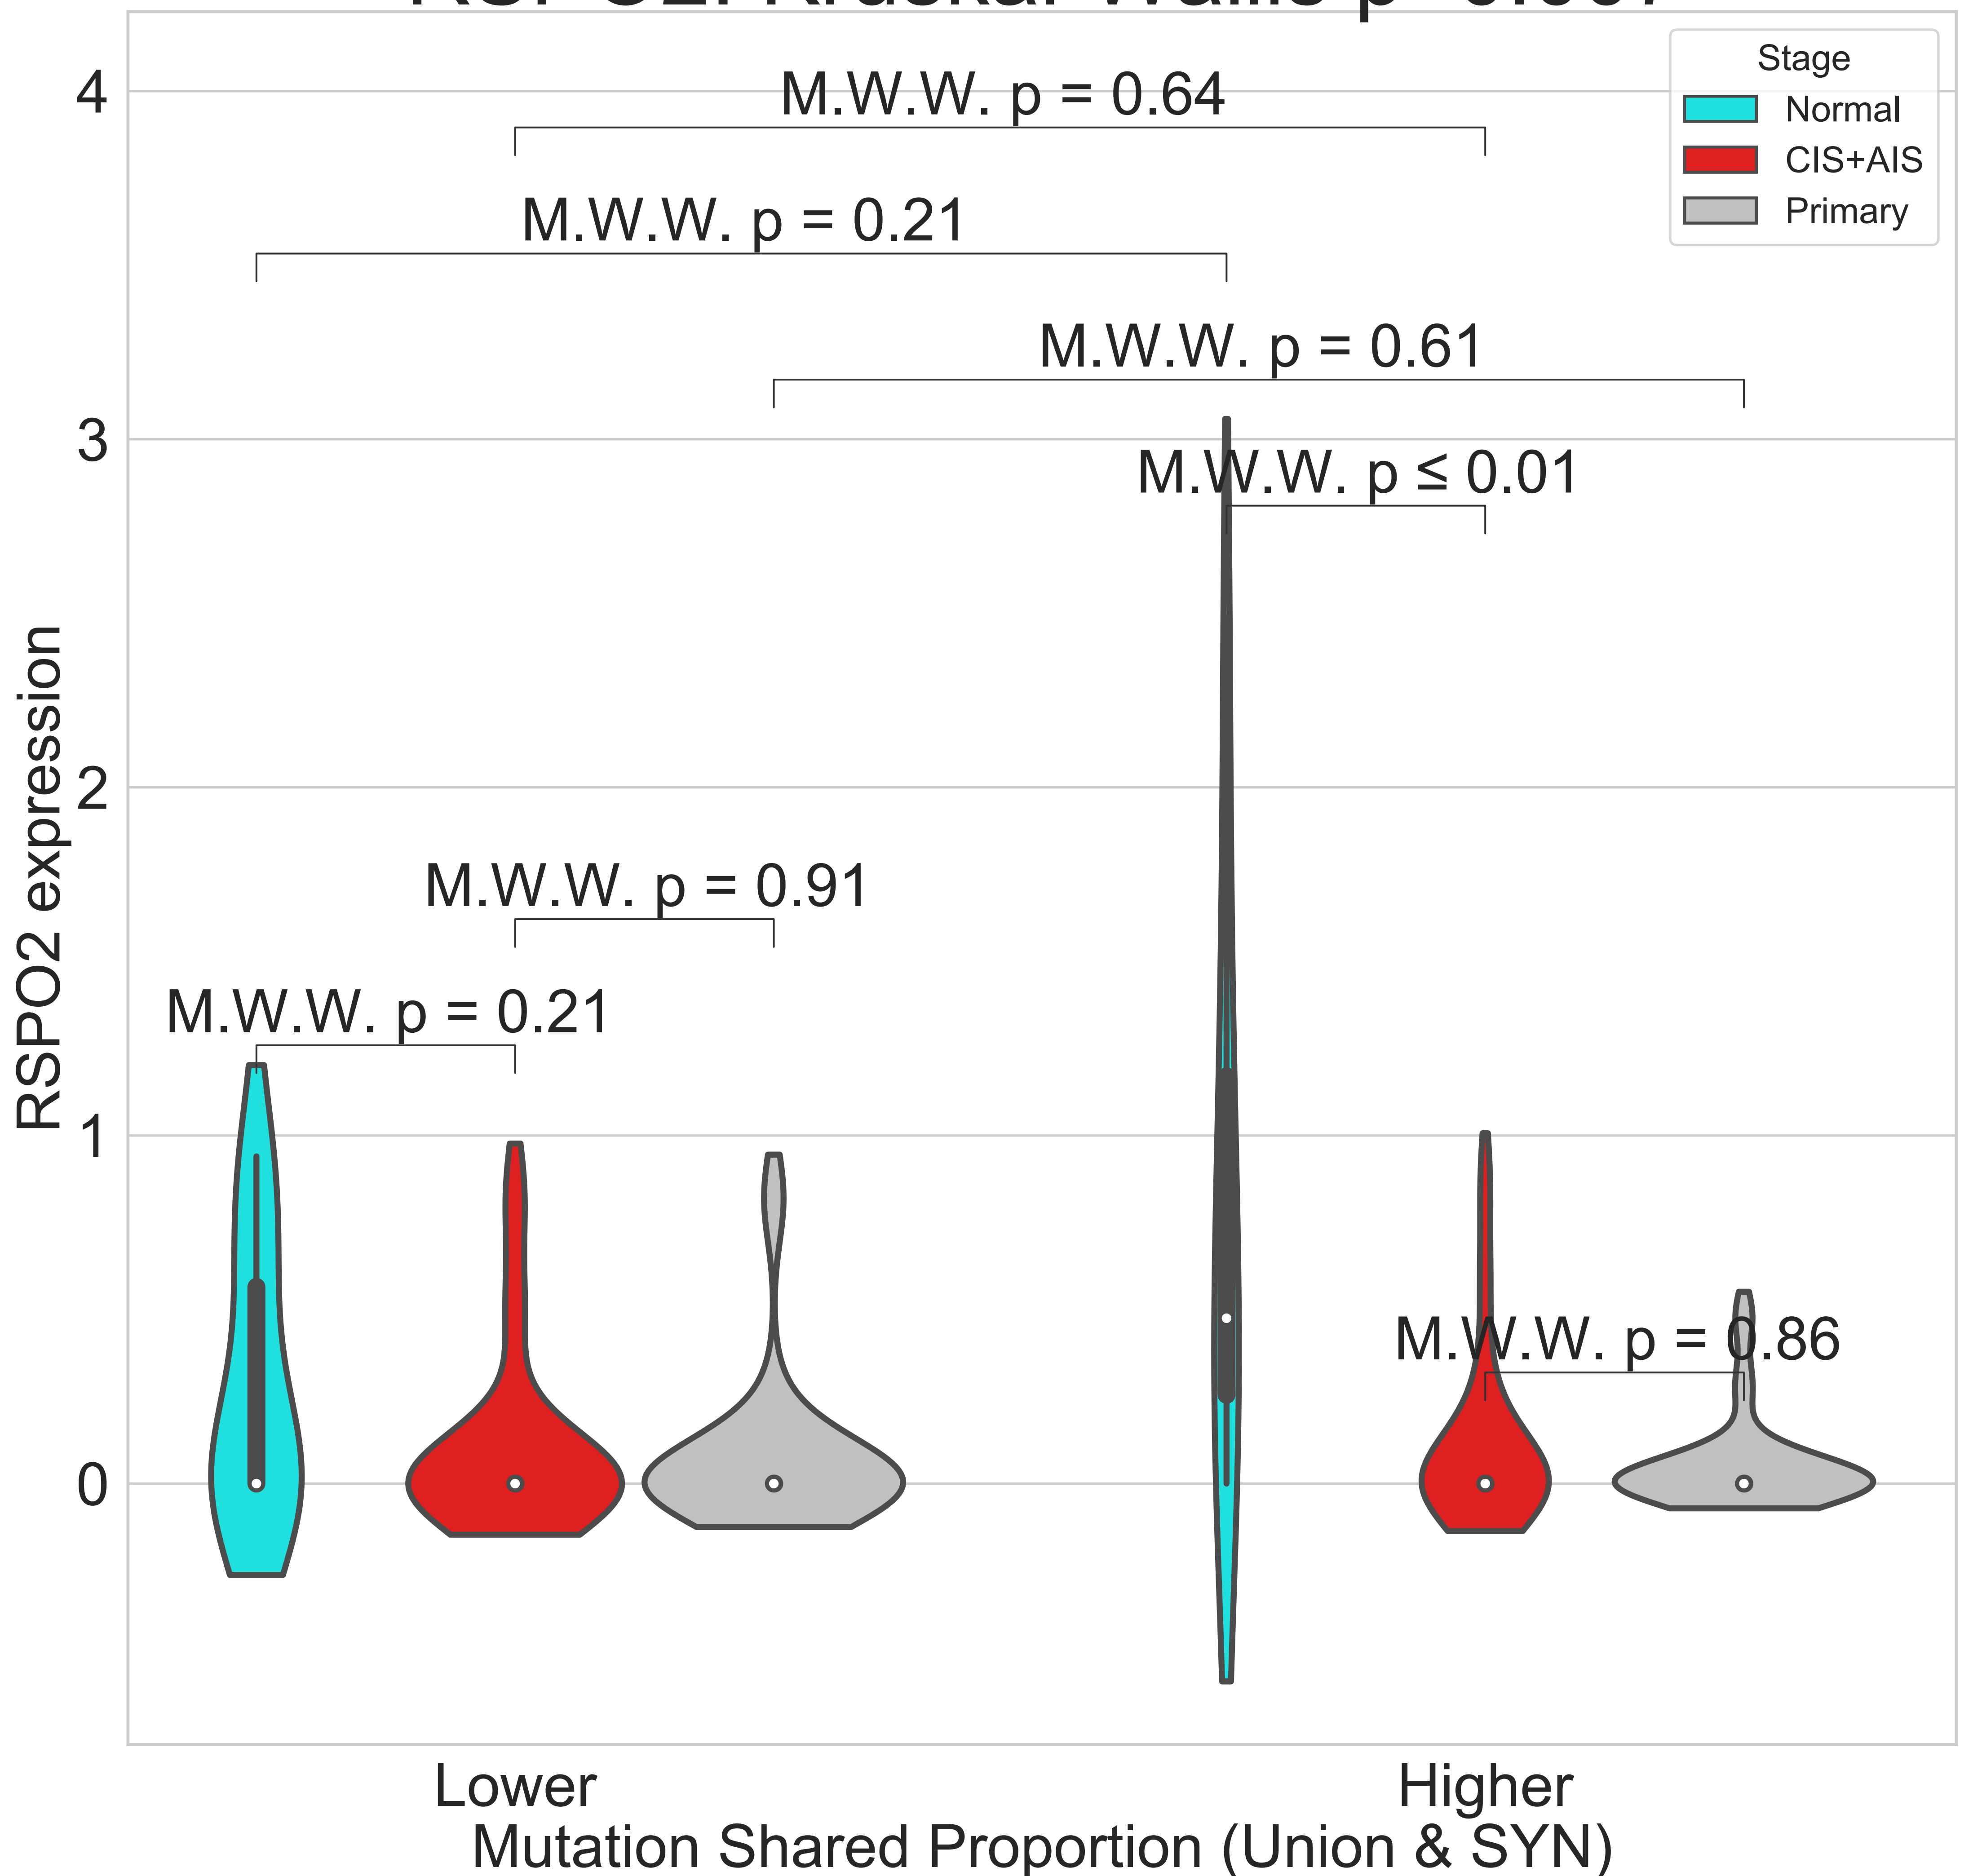 4
3
2
1
0
RSPO2 expression
M.W.W. p = 0.64
M.W.W. p = 0.21
M.W.W. p = 0.61
M.W.W. p ≤ 0.01
M.W.W. p = 0.91
M.W.W. p = 0.21
M.W.W. p = 0.86
Stage
Normal
CIS+AIS
Primary
Lower
Higher
Mutation Shared Proportion (Union & SYN)